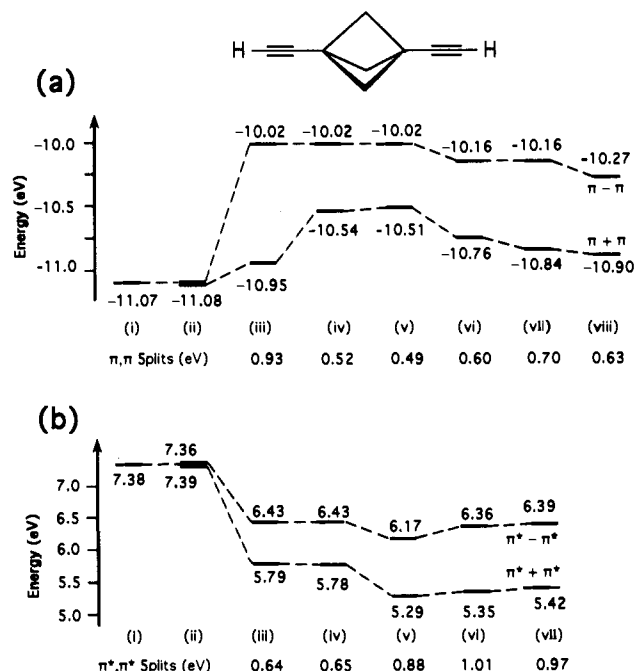 H H
(a)
Energy (eV)
-10.0
-10.5
-11.0
-10.02 -10.02 -10.02 -10.16 -10.16 -10.27
π - π
-10.54 -10.51 π + π
-11.07 -11.08 -10.95 -10.76 -10.84 -10.90
(i) (ii) (iii) (iv) (v) (vi) (vii) (viii)
π,π Splits (eV) 0.93 0.52 0.49 0.60 0.70 0.63
(b)
Energy (eV)
7.0
6.5
6.0
5.5
5.0
7.36
7.38 7.39
6.43 6.43 6.17 6.36 6.39
π* - π*
5.79 5.78 π* + π*
5.29 5.35 5.42
(i) (ii) (iii) (iv) (v) (vi) (vii)
π*,π* Splits (eV) 0.64 0.65 0.88 1.01 0.97